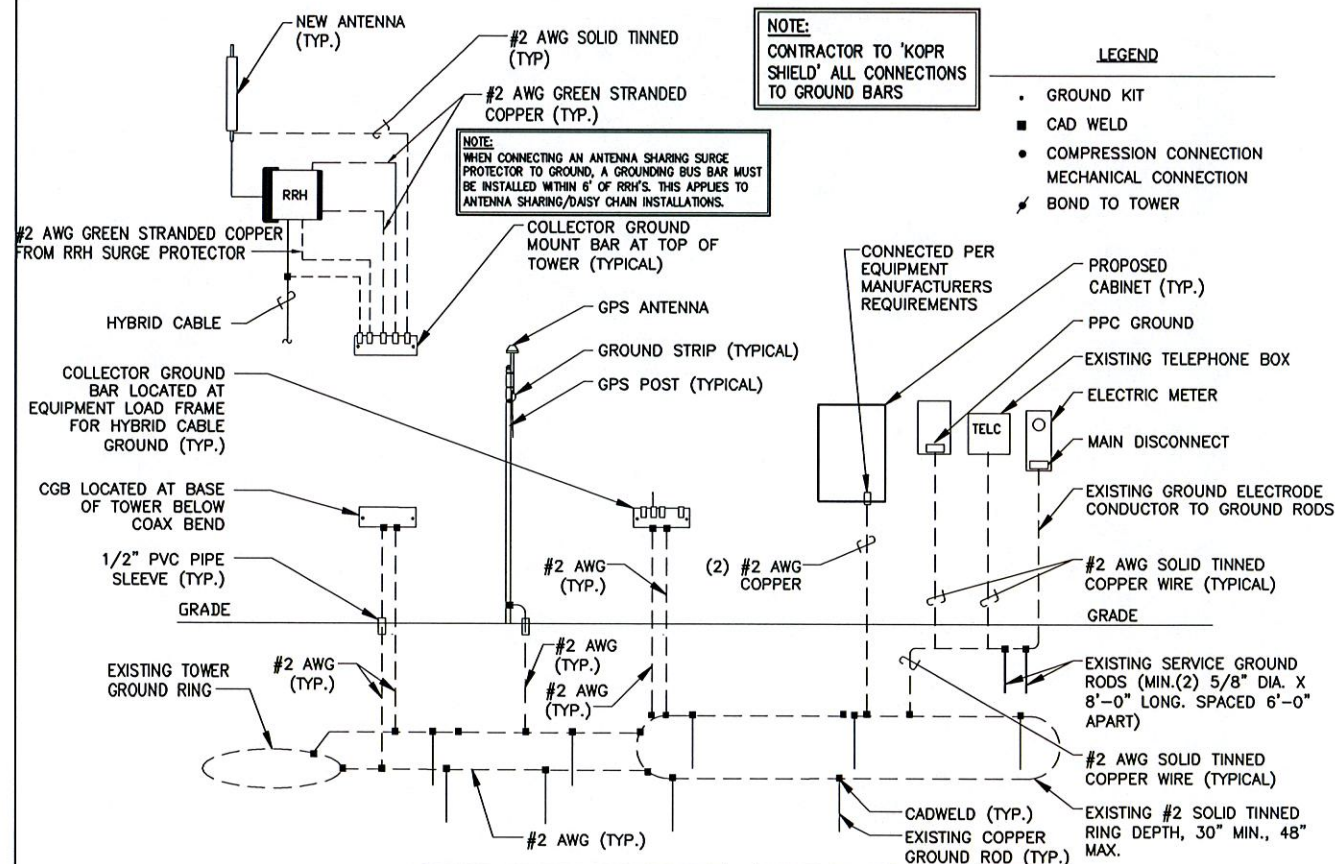 NEW ANTENNA
(TYP.)
#2 AWG SOLID TINNED
(TYP)
#2 AWG GREEN STRANDED
COPPER (TYP.)
NOTE:
CONTRACTOR TO 'KOPR
SHIELD' ALL CONNECTIONS
TO GROUND BARS
LEGEND
GROUND KIT
CAD WELD
COMPRESSION CONNECTION
MECHANICAL CONNECTION
BOND TO TOWER
NOTE:
WHEN CONNECTING AN ANTENNA SHARING SURGE
PROTECTOR TO GROUND, A GROUNDING BUS BAR MUST
BE INSTALLED WITHIN 6' OF RRH'S. THIS APPLIES TO
ANTENNA SHARING/DAISY CHAIN INSTALLATIONS.
RRH
#2 AWG GREEN STRANDED COPPER
FROM RRH SURGE PROTECTOR
COLLECTOR GROUND
MOUNT BAR AT TOP OF
TOWER (TYPICAL)
HYBRID CABLE
CONNECTED PER
EQUIPMENT
MANUFACTURERS
REQUIREMENTS
PROPOSED
CABINET (TYP.)
PPC GROUND
EXISTING TELEPHONE BOX
ELECTRIC METER
MAIN DISCONNECT
TELC
GPS ANTENNA
GROUND STRIP (TYPICAL)
GPS POST (TYPICAL)
COLLECTOR GROUND
BAR LOCATED AT
EQUIPMENT LOAD FRAME
FOR HYBRID CABLE
GROUND (TYP.)
CGB LOCATED AT BASE
OF TOWER BELOW
COAX BEND
1/2" PVC PIPE
SLEEVE (TYP.)
GRADE
#2 AWG
(TYP.)
(2) #2 AWG
COPPER
EXISTING GROUND ELECTRODE
CONDUCTOR TO GROUND RODS
#2 AWG SOLID TINNED
COPPER WIRE (TYPICAL)
GRADE
EXISTING TOWER
GROUND RING
#2 AWG
(TYP.)
#2 AWG
(TYP.)
#2 AWG
(TYP.)
EXISTING SERVICE GROUND
RODS (MIN.(2) 5/8" DIA. X
8'-0" LONG. SPACED 6'-0"
APART)
#2 AWG SOLID TINNED
COPPER WIRE (TYPICAL)
#2 AWG (TYP.)
CADWELD (TYP.)
EXISTING COPPER
GROUND ROD (TYP.)
EXISTING #2 SOLID TINNED
RING DEPTH, 30" MIN., 48"
MAX.